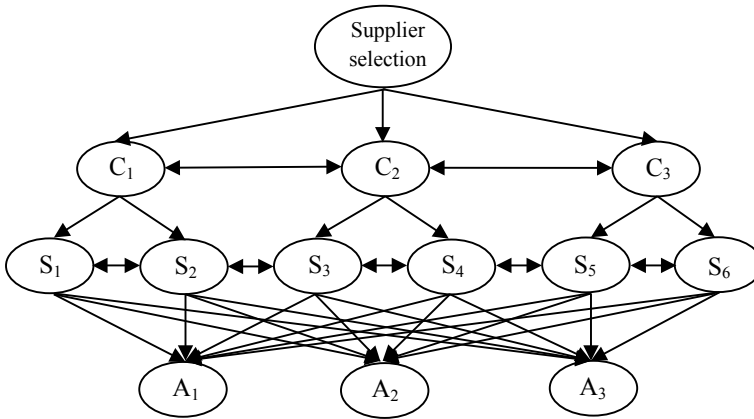 Supplier
selection
C₁ C₂ C₃
S₁ S₂ S₃ S₄ S₅ S₆
A₁ A₂ A₃